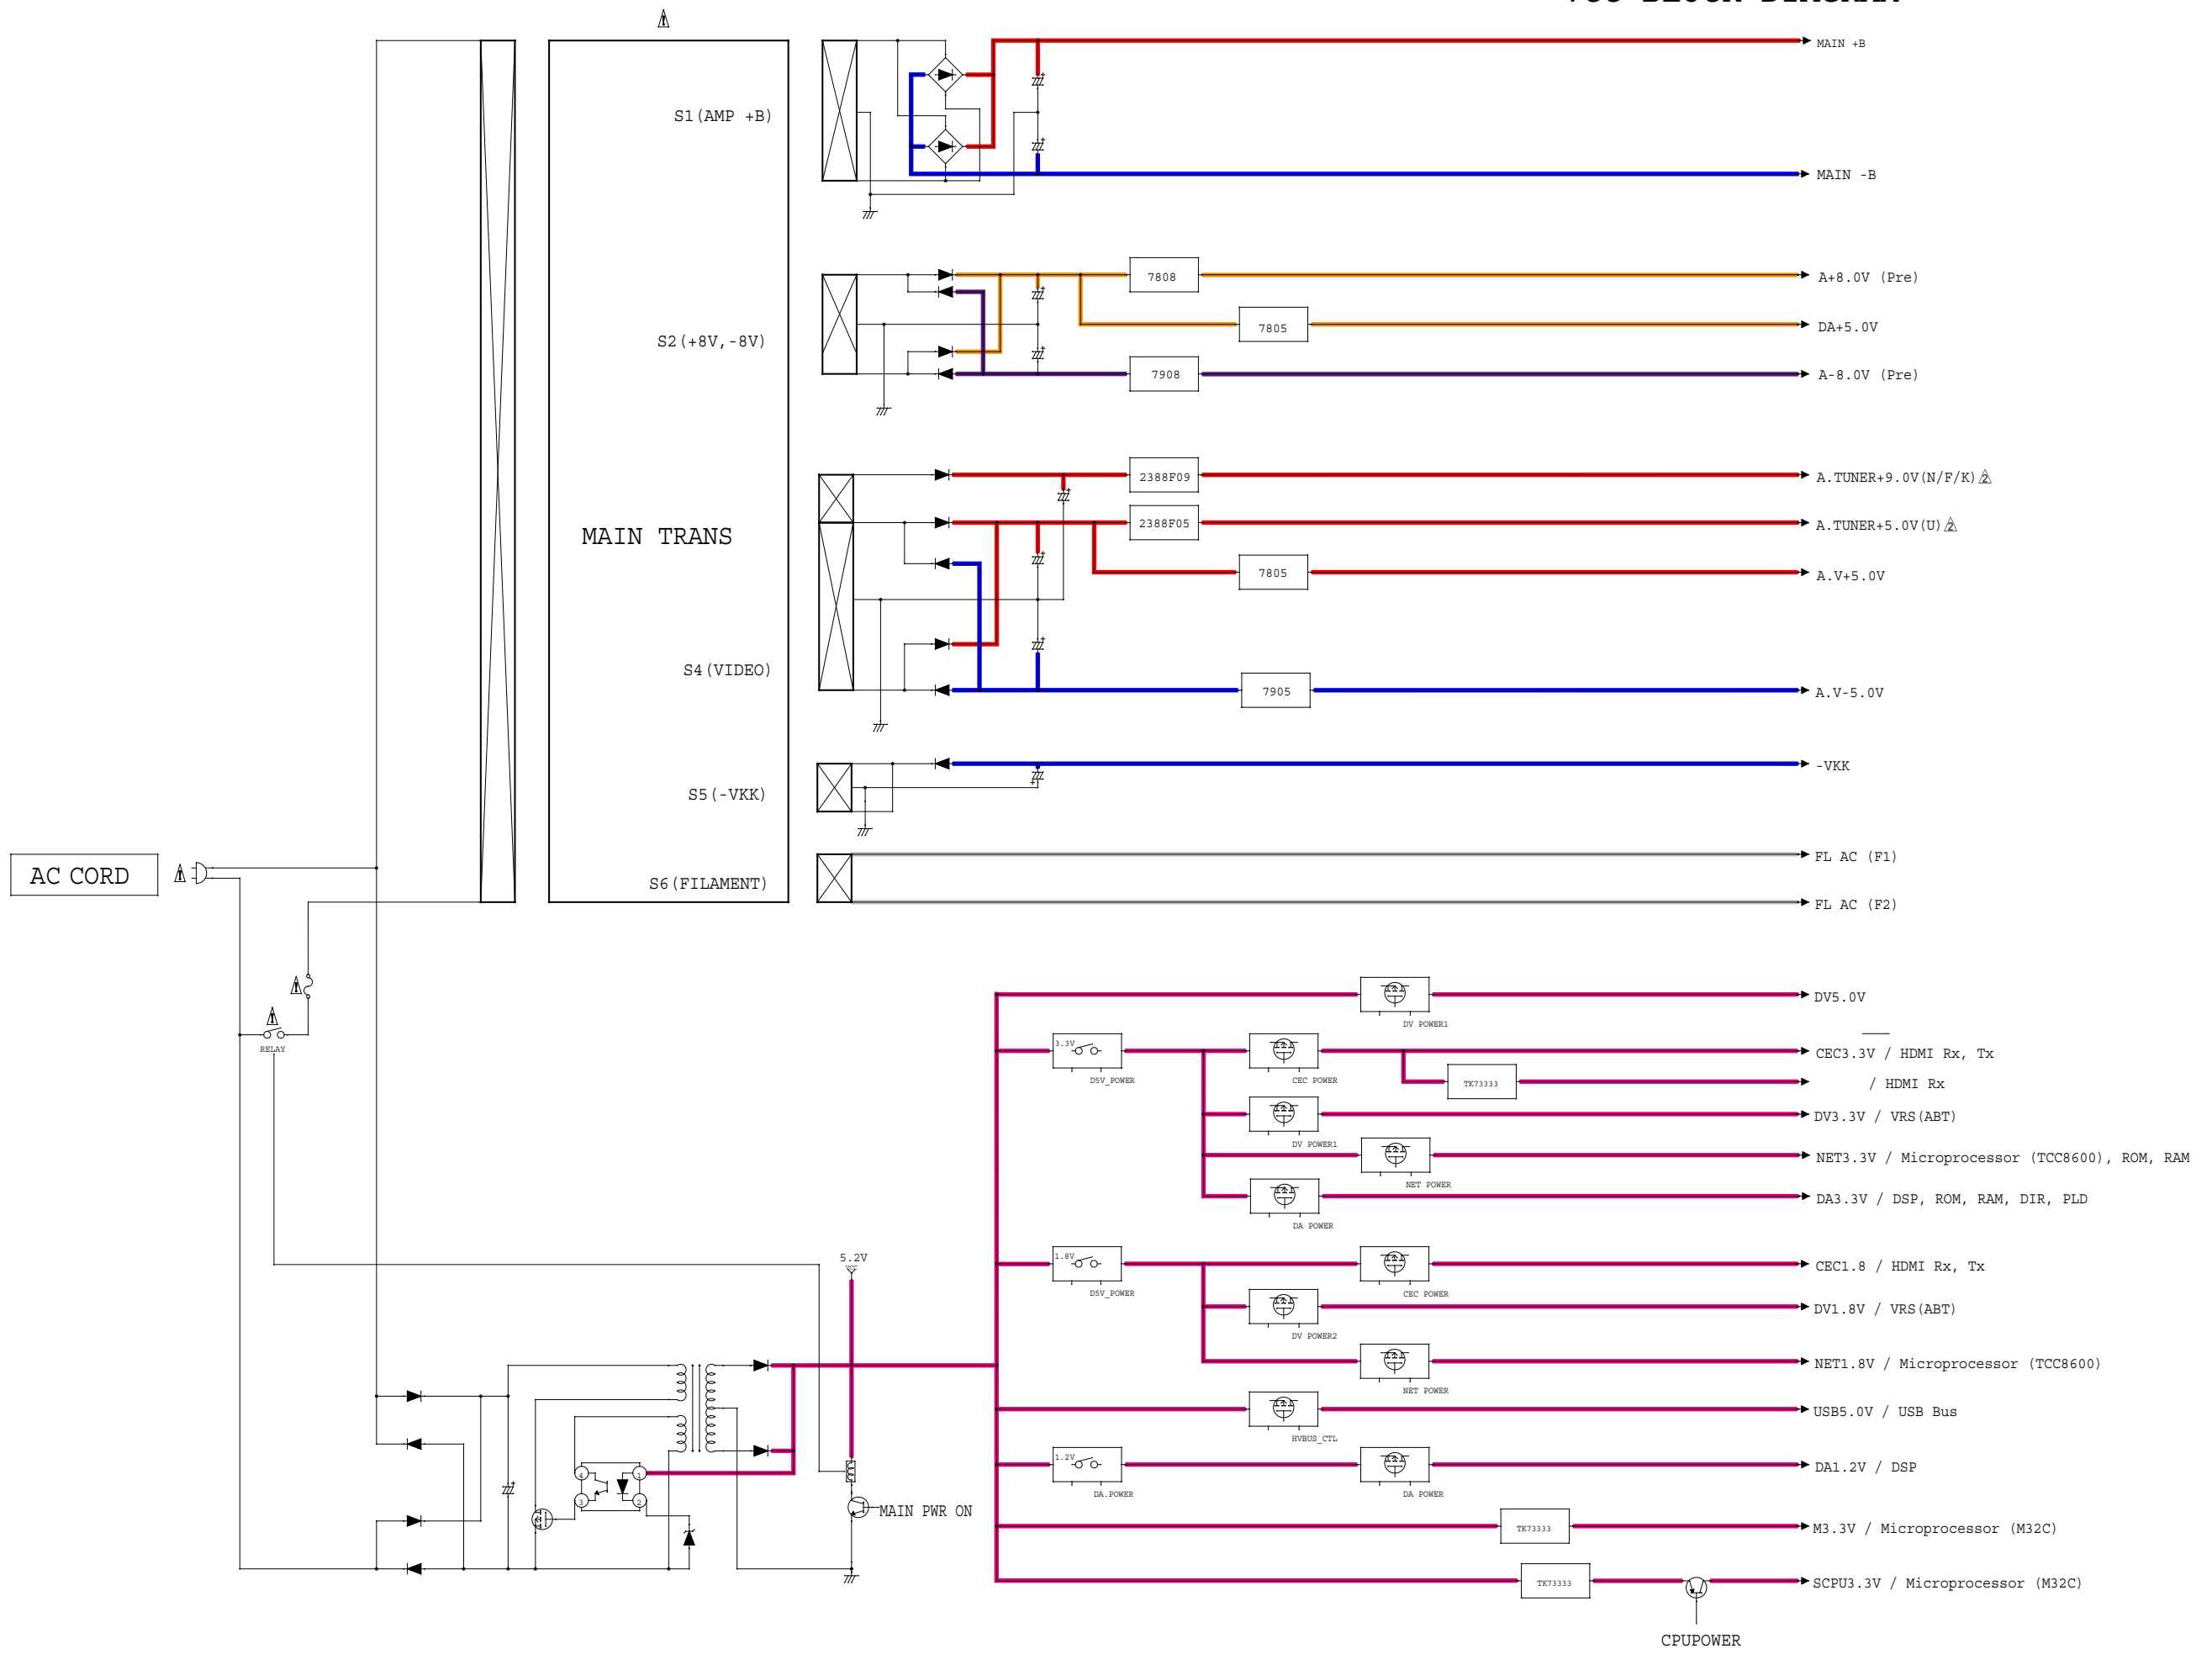 MAIN +B
S1(AMP +B)
MAIN -B
7808
A+8.0V (Pre)
7805
DA+5.0V
S2(+8V,-8V)
7908
A-8.0V (Pre)
2388F09
A.TUNER+9.0V(N/F/K) 2
2388F05
A.TUNER+5.0V(U) 2
MAIN TRANS
7805
A.V+5.0V
S4(VIDEO)
7905
A.V-5.0V
-VKK
S5(-VKK)
FL AC (F1)
AC CORD
S6(FILAMENT)
FL AC (F2)
DV5.0V
DV POWER1
RELAY
3.3V
D5V_POWER
CEC POWER
CEC3.3V / HDMI Rx, Tx
TK73333
/ HDMI Rx
DV3.3V / VRS(ABT)
DV POWER1
NET3.3V / Microprocessor (TCC8600), ROM, RAM
NET POWER
DA3.3V / DSP, ROM, RAM, DIR, PLD
DA POWER
5.2V
VCC
1.8V
D5V_POWER
CEC1.8 / HDMI Rx, Tx
CEC POWER
DV1.8V / VRS(ABT)
DV POWER2
NET1.8V / Microprocessor (TCC8600)
NET POWER
USB5.0V / USB Bus
HVBUS_CTL
1.2V
DA.POWER
DA POWER
DA1.2V / DSP
4 1
3 2
MAIN PWR ON
TK73333
M3.3V / Microprocessor (M32C)
TK73333
SCPU3.3V / Microprocessor (M32C)
CPUPOWER